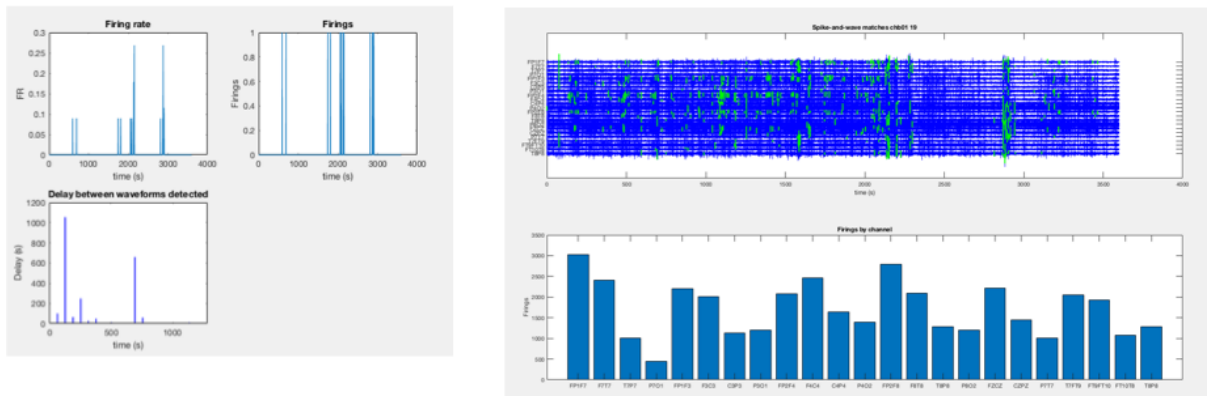 Firing rate
0.3
0.25
0.2
0.15
0.1
0.05
0
FR
0 1000 2000 3000 4000
time (s)
Firings
1
0.8
0.6
0.4
0.2
0
Firings
0 1000 2000 3000 4000
time (s)
Delay between waveforms detected
1200
1000
800
600
400
200
0
Delay (s)
0 500 1000
time (s)
Spike-and-wave matches chb01 19
0 500 1000 1500 2000 2500 3000 3500 4000
time (s)
Firings by channel
3500
3000
2500
2000
1500
1000
500
0
Firings
FP1F7 F7T7 T7P7 P7O1 FP1F3 F3C3 C3P3 P3O1 FP2F4 F4C4 C4P4 P4O2 FP2F8 F8T8 T8P8 P8O2 FZCZ CZPZ P7T7 T7FT9 FT9FT10 FT10T8 T8P8